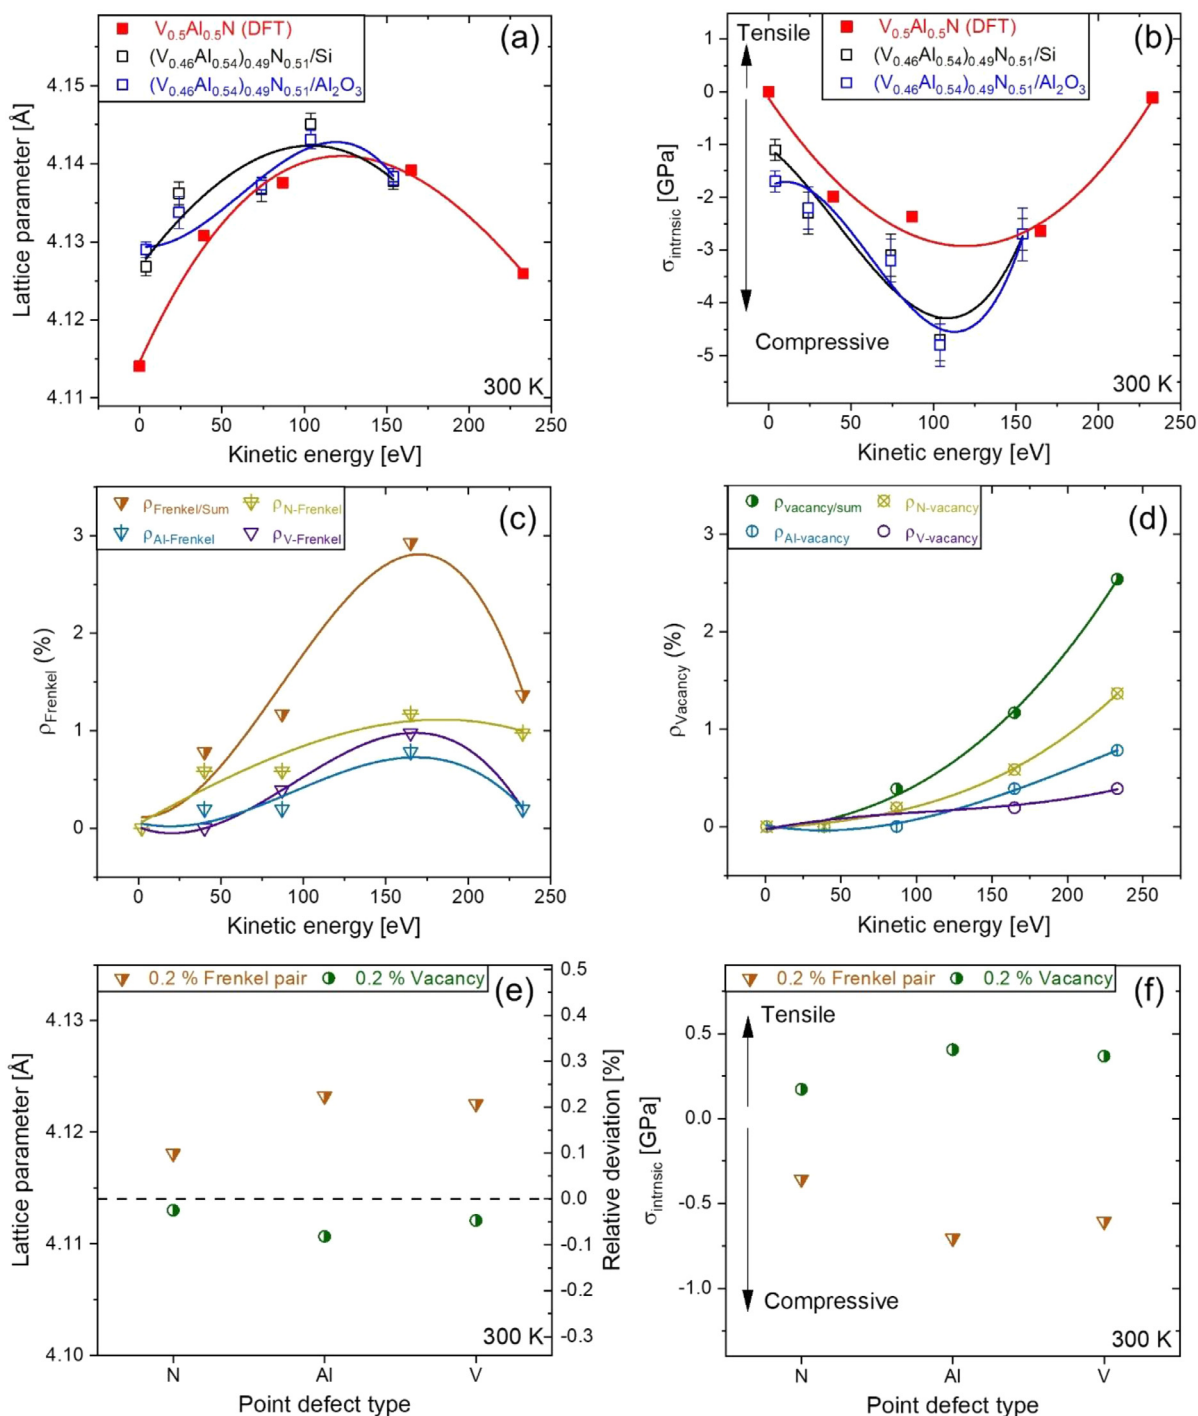 V0.5Al0.5N (DFT)
(V0.46Al0.54)0.49N0.51/Si
(V0.46Al0.54)0.49N0.51/Al2O3
(a)
4.15
4.14
4.13
4.12
4.11
Lattice parameter [Å]
300 K
0 50 100 150 200 250
Kinetic energy [eV]
Tensile
V0.5Al0.5N (DFT)
(V0.46Al0.54)0.49N0.51/Si
(V0.46Al0.54)0.49N0.51/Al2O3
(b)
1
0
-1
-2
-3
-4
-5
σintrnsic [GPa]
Compressive
300 K
0 50 100 150 200 250
Kinetic energy [eV]
ρFrenkel/Sum ρN-Frenkel
ρAl-Frenkel ρV-Frenkel
(c)
3
2
1
0
ρFrenkel (%)
0 50 100 150 200 250
Kinetic energy [eV]
ρvacancy/sum ρN-vacancy
ρAl-vacancy ρV-vacancy
(d)
3
2
1
0
ρVacancy (%)
0 50 100 150 200 250
Kinetic energy [eV]
0.2 % Frenkel pair 0.2 % Vacancy
(e)
4.13
4.12
4.11
4.10
Lattice parameter [Å]
0.5
0.4
0.3
0.2
0.1
0.0
-0.1
-0.2
-0.3
Relative deviation [%]
300 K
N Al V
Point defect type
0.2 % Frenkel pair 0.2 % Vacancy
(f)
Tensile
0.5
0.0
-0.5
-1.0
σintrnsic [GPa]
Compressive
300 K
N Al V
Point defect type